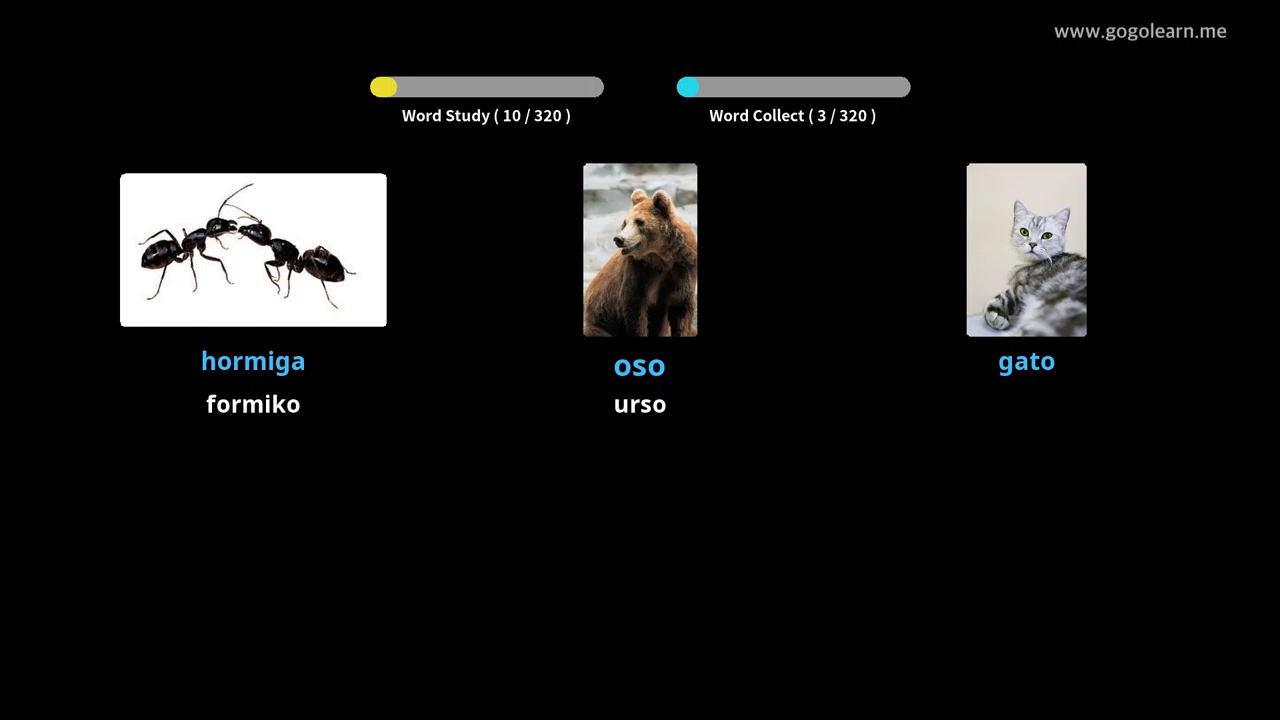 www.gogolearn.me
Word Study ( 10 / 320 )
Word Collect ( 3 / 320 )
hormiga
formiko
oso
urso
gato